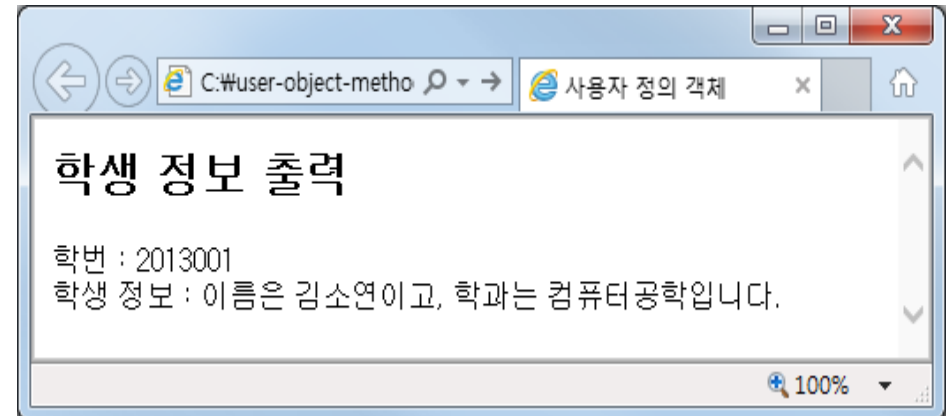 C:₩user-object-metho
사용자 정의 객체
학생 정보 출력
학번 : 2013001
학생 정보 : 이름은 김소연이고, 학과는 컴퓨터공학입니다.
100%